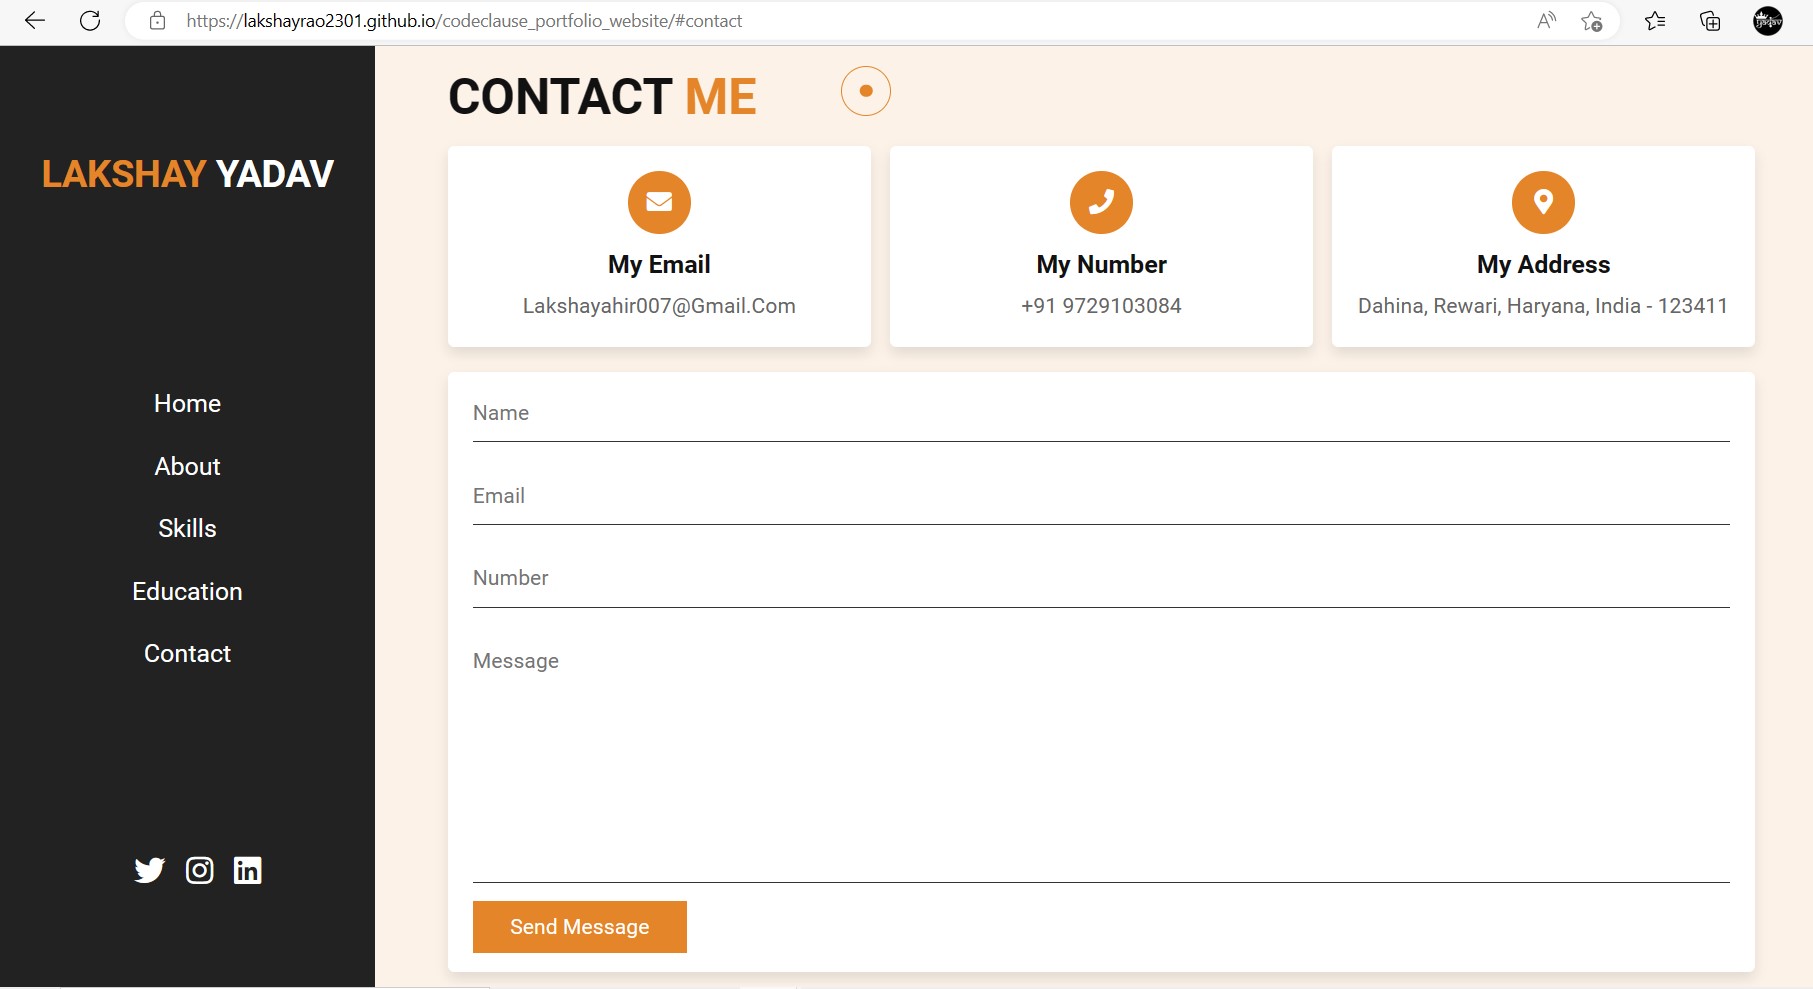 https://lakshayrao2301.github.io/codeclause_portfolio_website/#contact
LAKSHAY YADAV
Home
About
Skills
Education
Contact
CONTACT ME
My Email
Lakshayahir007@Gmail.Com
My Number
+91 9729103084
My Address
Dahina, Rewari, Haryana, India - 123411
Name
Email
Number
Message
Send Message